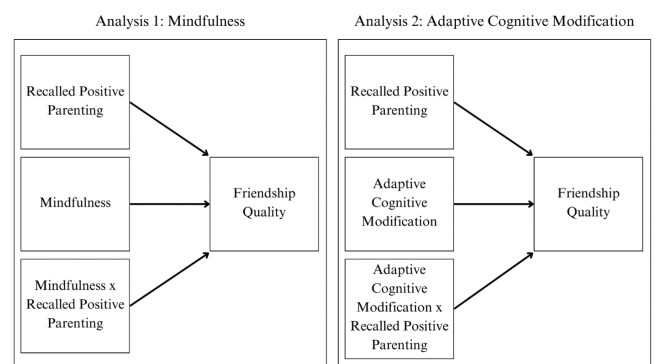 Analysis 1: Mindfulness
Recalled Positive
Parenting
Mindfulness
Mindfulness x
Recalled Positive
Parenting
Friendship
Quality
Analysis 2: Adaptive Cognitive Modification
Recalled Positive
Parenting
Adaptive
Cognitive
Modification
Adaptive
Cognitive
Modification x
Recalled Positive
Parenting
Friendship
Quality